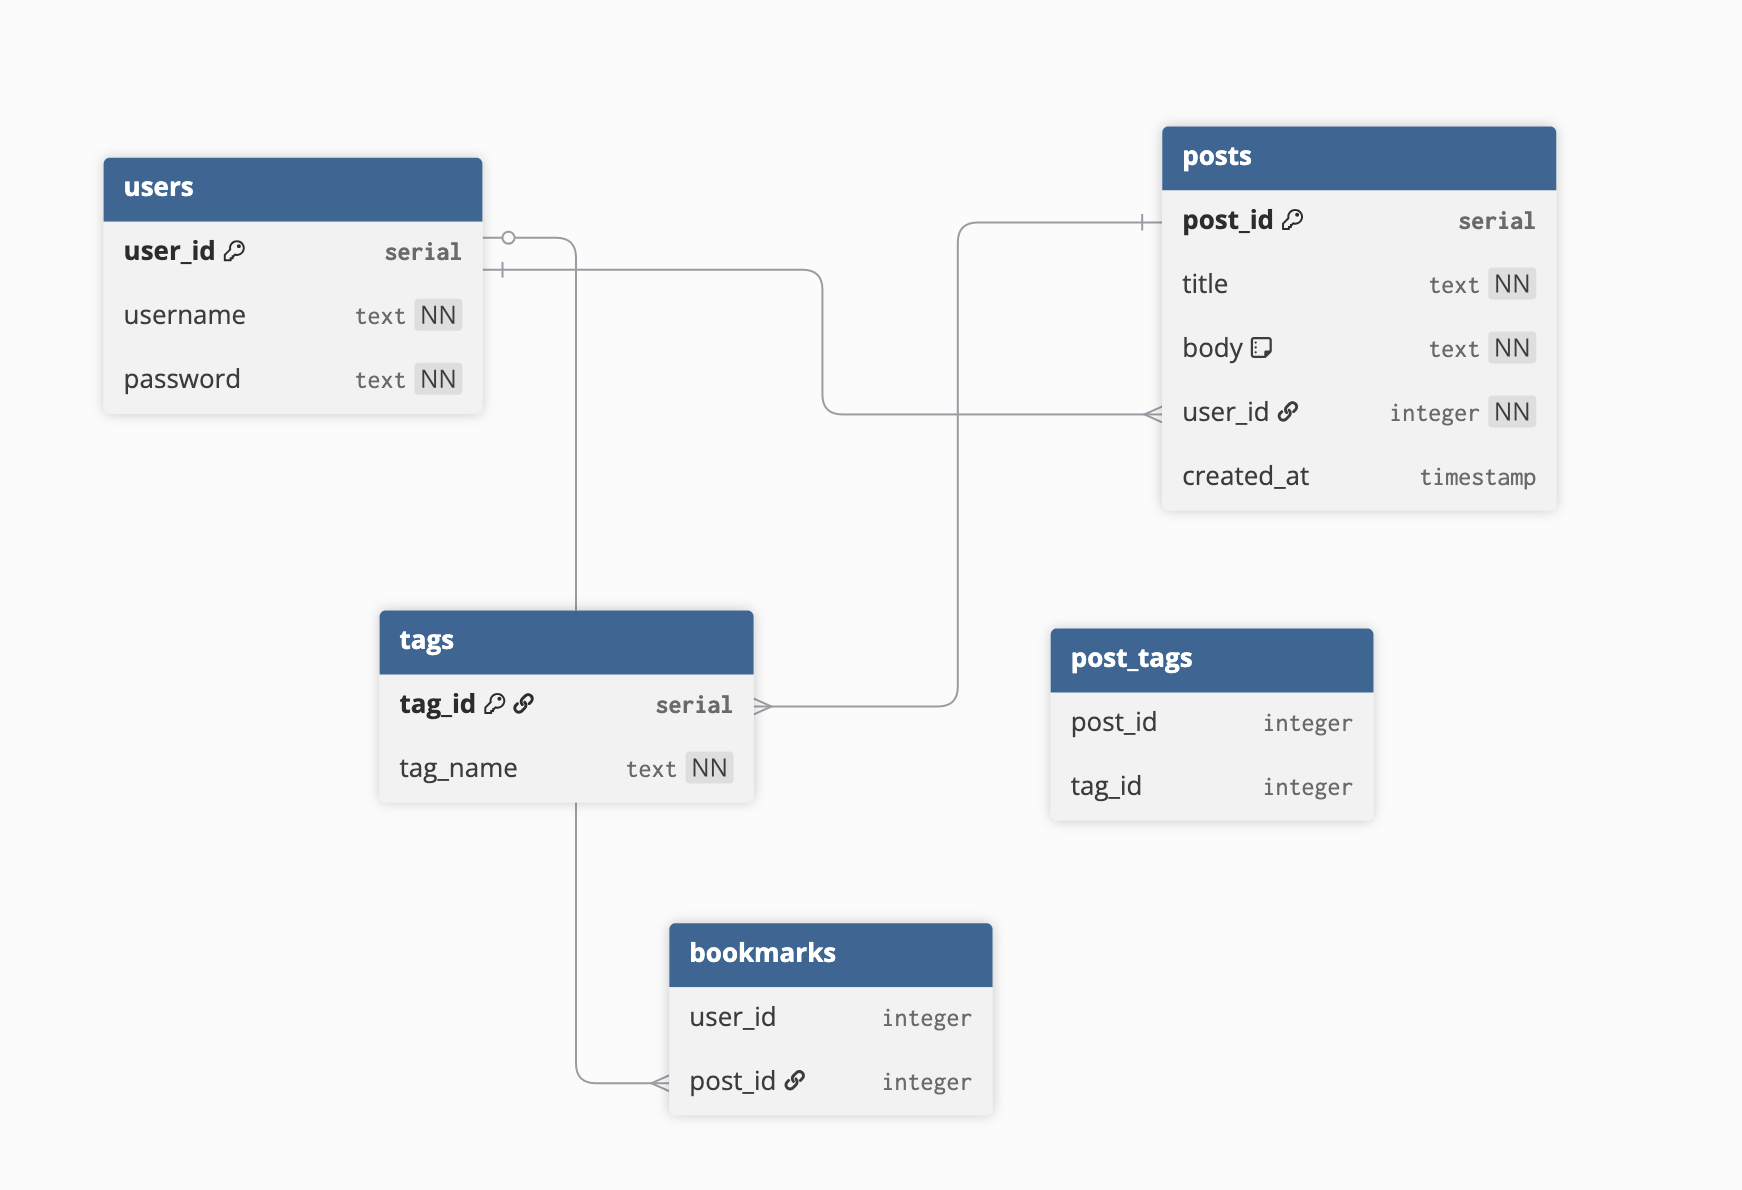 users
user_id serial
username text NN
password text NN
posts
post_id serial
title text NN
body text NN
user_id integer NN
created_at timestamp
tags
tag_id serial
tag_name text NN
post_tags
post_id integer
tag_id integer
bookmarks
user_id integer
post_id integer